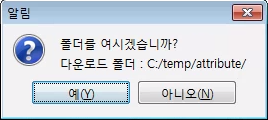 알림
폴더를 여시겠습니까?
다운로드 폴더 : C:/temp/attribute/
예(Y)
아니오(N)